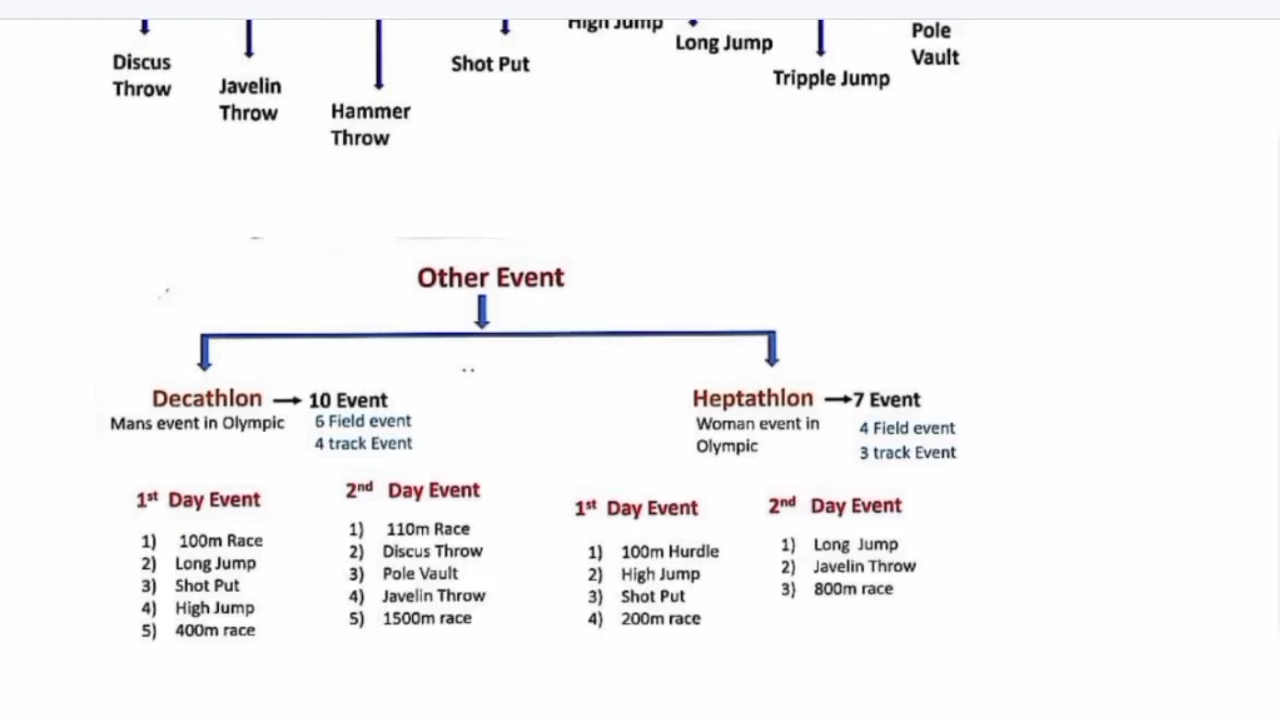 High Jump
Long Jump
Pole
Vault
Discus
Throw
Javelin
Throw
Hammer
Throw
Shot Put
Tripple Jump
Other Event
Decathlon → 10 Event
Mans event in Olympic
6 Field event
4 track Event
Heptathlon → 7 Event
Woman event in
Olympic
4 Field event
3 track Event
1st Day Event
1) 100m Race
2) Long Jump
3) Shot Put
4) High Jump
5) 400m race
2nd Day Event
1) 110m Race
2) Discus Throw
3) Pole Vault
4) Javelin Throw
5) 1500m race
1st Day Event
1) 100m Hurdle
2) High Jump
3) Shot Put
4) 200m race
2nd Day Event
1) Long Jump
2) Javelin Throw
3) 800m race